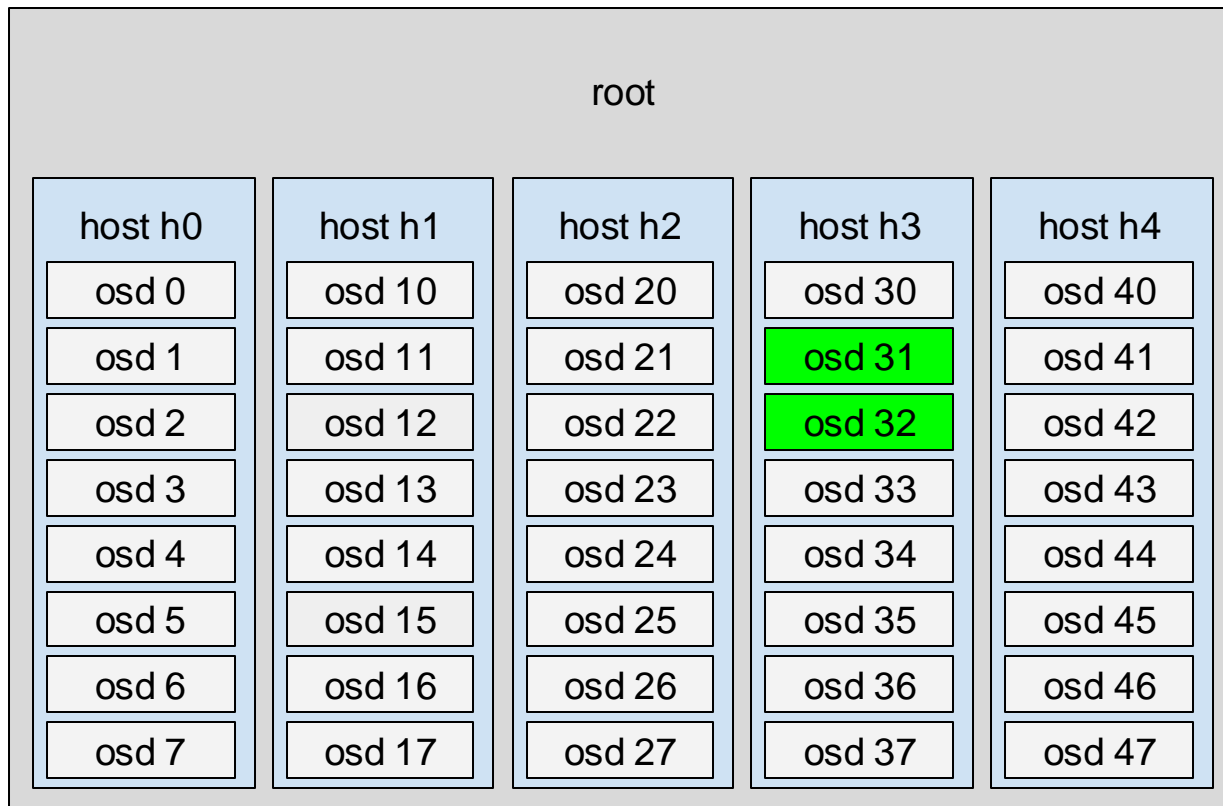 root
host h0 host h1 host h2 host h3 host h4
osd 0 osd 10 osd 20 osd 30 osd 40
osd 1 osd 11 osd 21 osd 31 osd 41
osd 2 osd 12 osd 22 osd 32 osd 42
osd 3 osd 13 osd 23 osd 33 osd 43
osd 4 osd 14 osd 24 osd 34 osd 44
osd 5 osd 15 osd 25 osd 35 osd 45
osd 6 osd 16 osd 26 osd 36 osd 46
osd 7 osd 17 osd 27 osd 37 osd 47